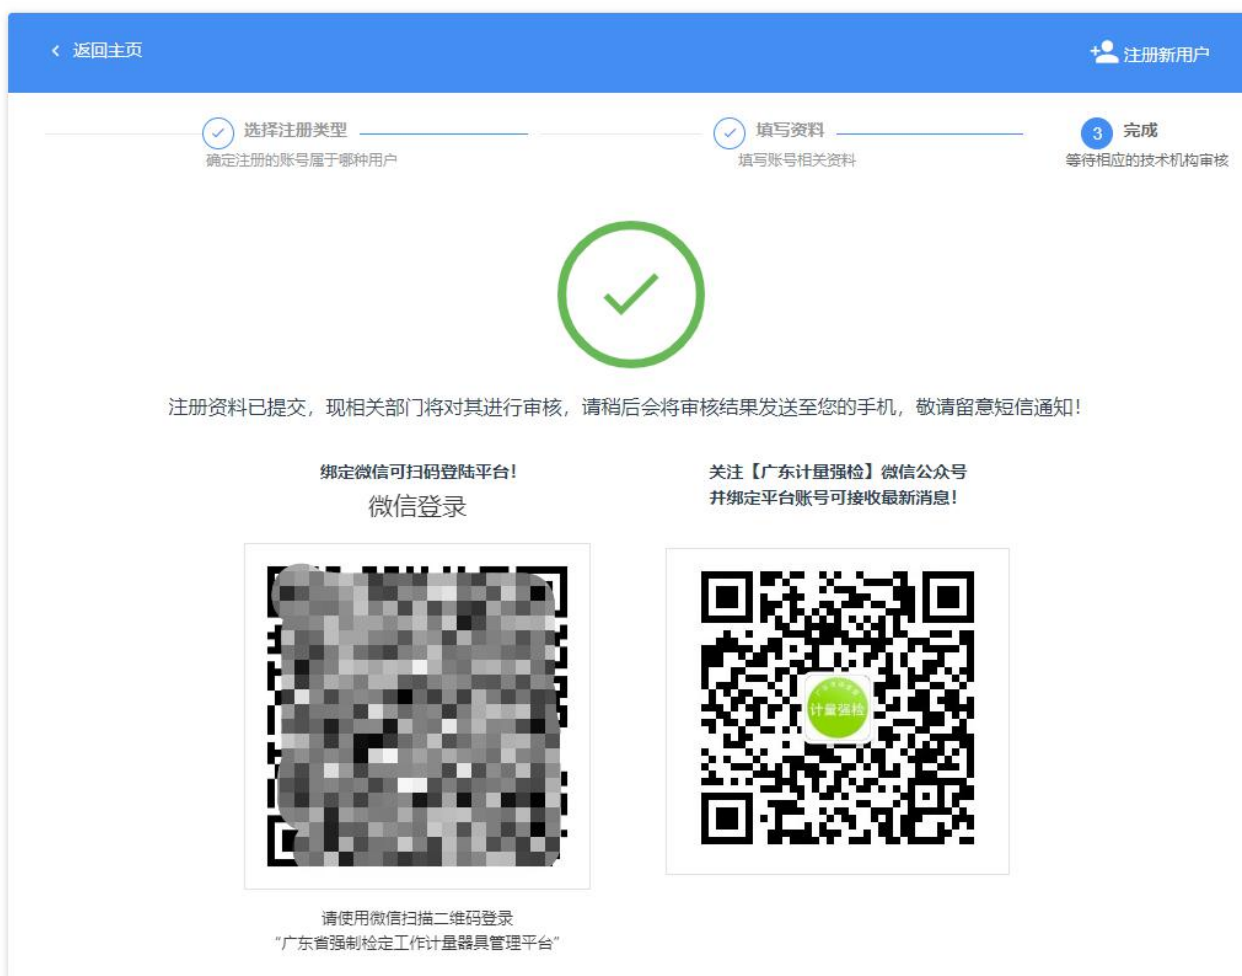 返回主页
注册新用户
选择注册类型
确定注册的账号属于哪种用户
填写资料
填写账号相关资料
3 完成
等待相应的技术机构审核
注册资料已提交，现相关部门将对其进行审核，请稍后会将审核结果发送至您的手机，敬请留意短信通知！
绑定微信可扫码登陆平台！
微信登录
关注【广东计量强检】微信公众号
并绑定平台账号可接收最新消息！
计量强检
请使用微信扫描二维码登录
“广东省强制检定工作计量器具管理平台”